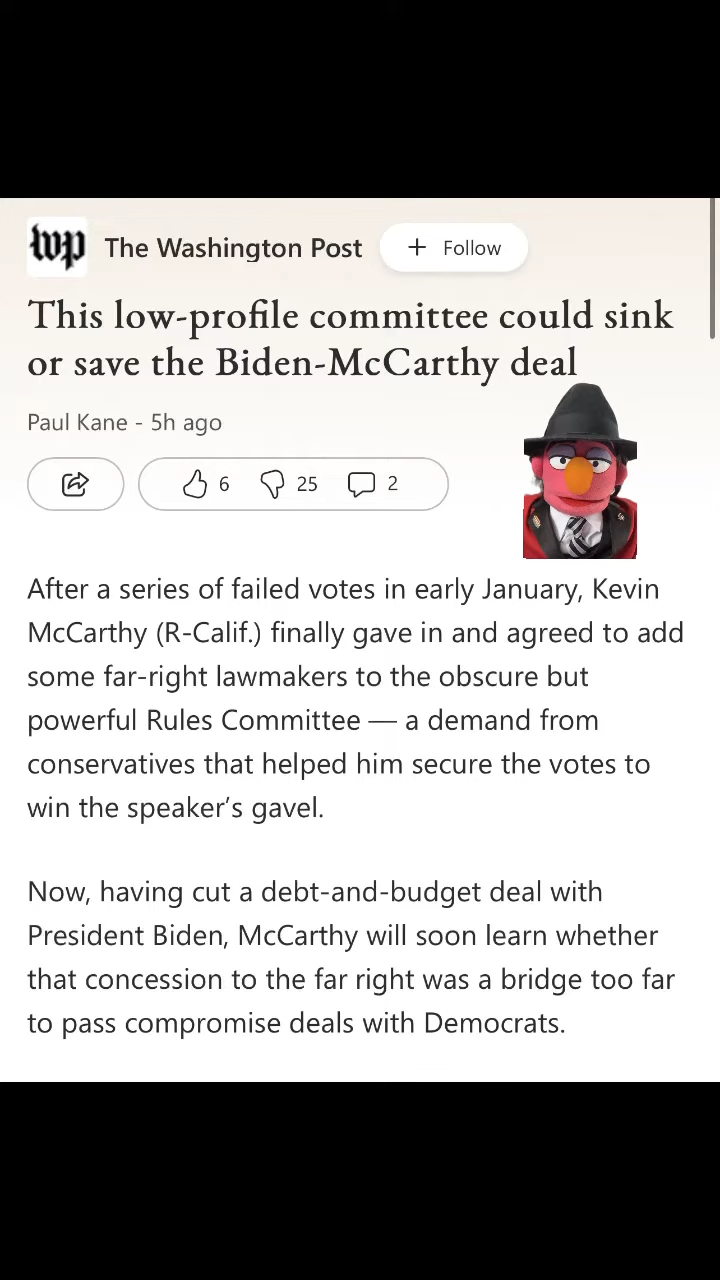 wp The Washington Post + Follow
This low-profile committee could sink
or save the Biden-McCarthy deal
Paul Kane - 5h ago
6 25 2
After a series of failed votes in early January, Kevin
McCarthy (R-Calif.) finally gave in and agreed to add
some far-right lawmakers to the obscure but
powerful Rules Committee — a demand from
conservatives that helped him secure the votes to
win the speaker’s gavel.
Now, having cut a debt-and-budget deal with
President Biden, McCarthy will soon learn whether
that concession to the far right was a bridge too far
to pass compromise deals with Democrats.